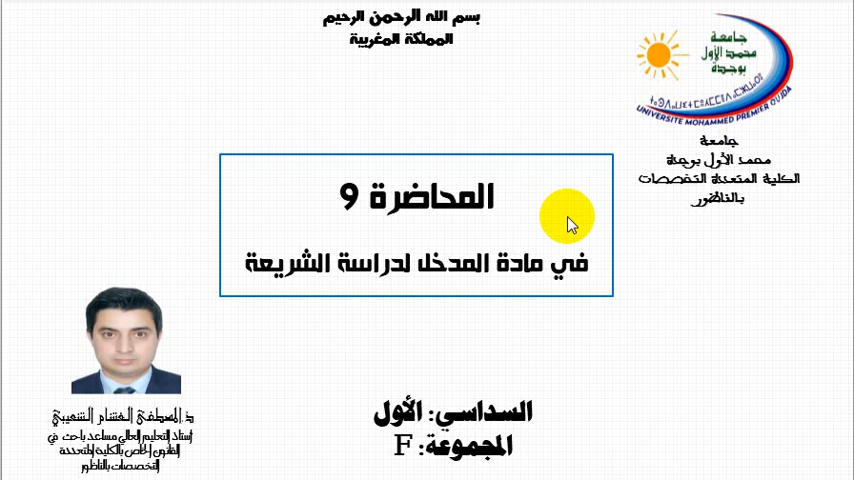 بسم الله الرحمن الرحيم
المملكة المغربية
جامعة
محمد الأول
بوجدة
UNIVERSITE MOHAMMED PREMIER OUJDA
جامعة
محمد الأول بوجدة
الكلية المتعددة التخصصات
بالناظور
المحاضرة 9
في مادة المدخل لدراسة الشريعة
ذ.المصطفى الغشام الشعيبي
أستاذ التعليم العالي مساعد باحث في
القانون الخاص بالكلية المتعددة
التخصصات بالناظور
السداسي: الأول
المجموعة: F